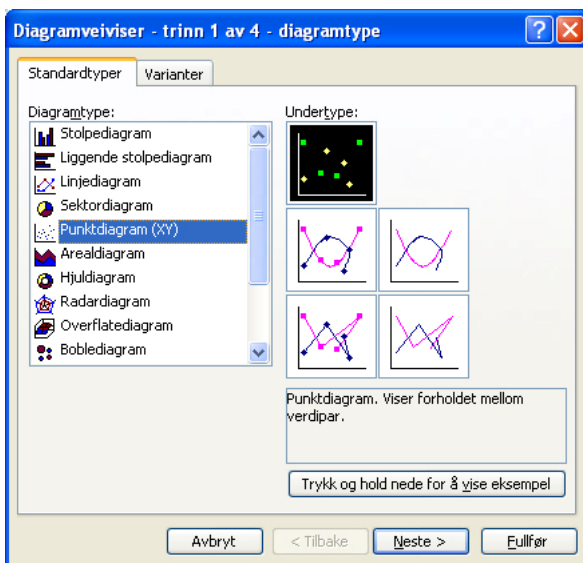 Diagramveiviser - trinn 1 av 4 - diagramtype
Standardtyper
Varianter
Diagramtype:
Stolpediagram
Liggende stolpediagram
Linjediagram
Sektordiagram
Punktdiagram (XY)
Arealdiagram
Hjuldiagram
Radardiagram
Overflatediagram
Boblediagram
Undertype:
Punktdiagram. Viser forholdet mellom
verdipar.
Trykk og hold nede for å vise eksempel
Avbryt
< Tilbake
Neste >
Fullfør